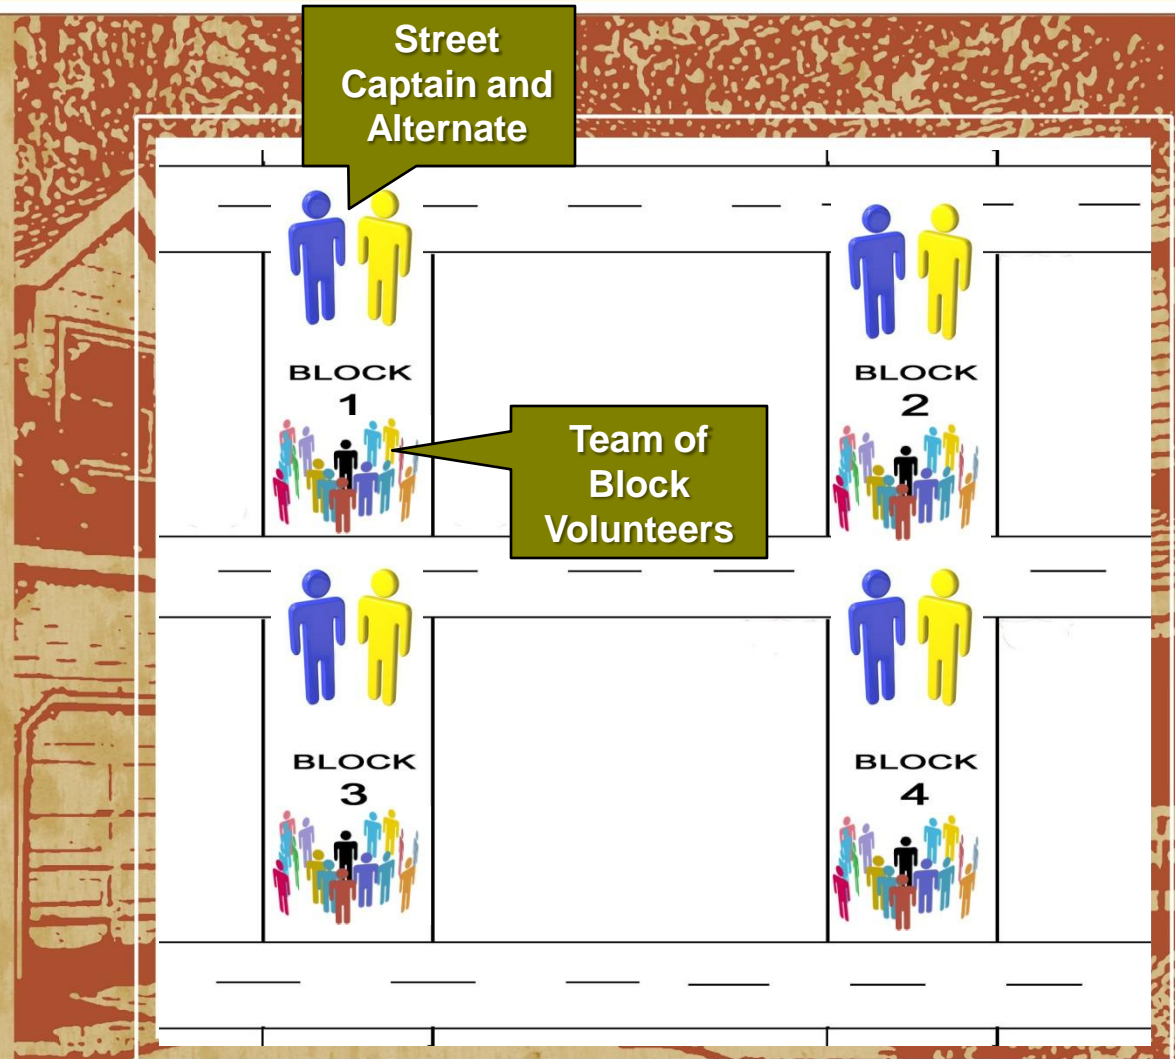 Street
Captain and
Alternate
BLOCK
1
BLOCK
2
Team of
Block
Volunteers
BLOCK
3
BLOCK
4